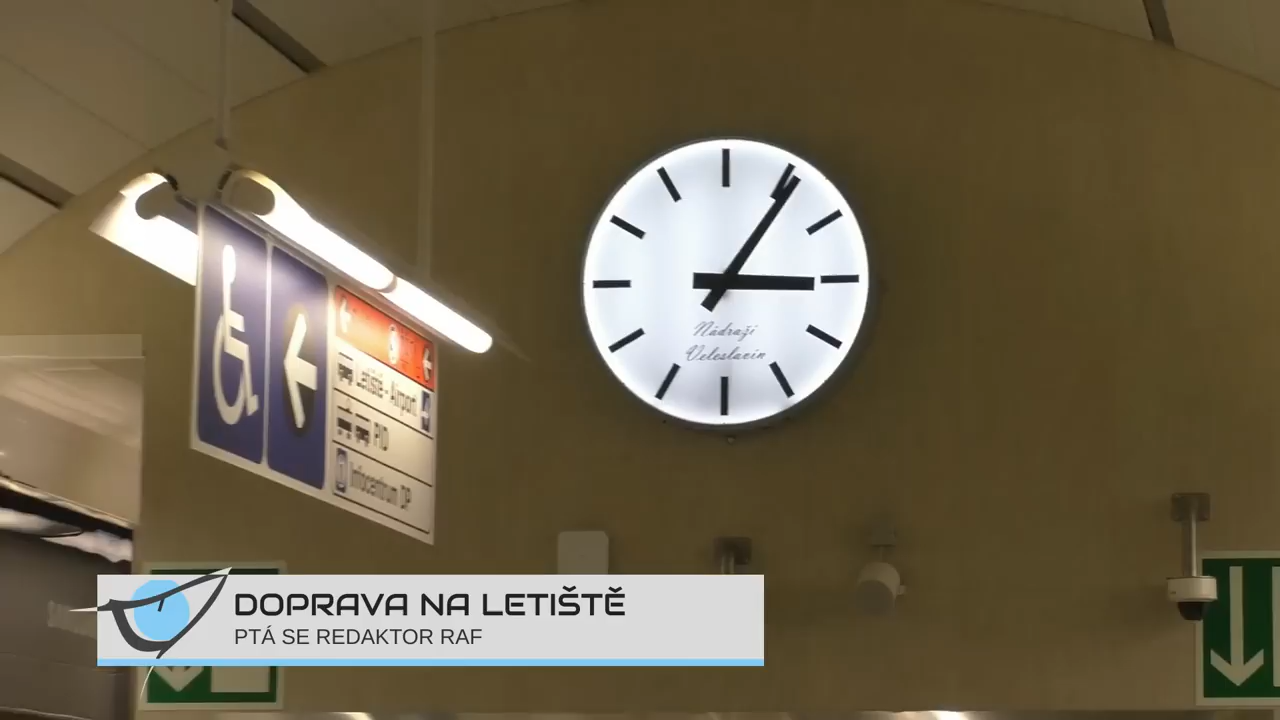 Nádraží
Veleslavín
Letiště - Airport
PID
Infocentrum DP
DOPRAVA NA LETIŠTĚ
PTÁ SE REDAKTOR RAF